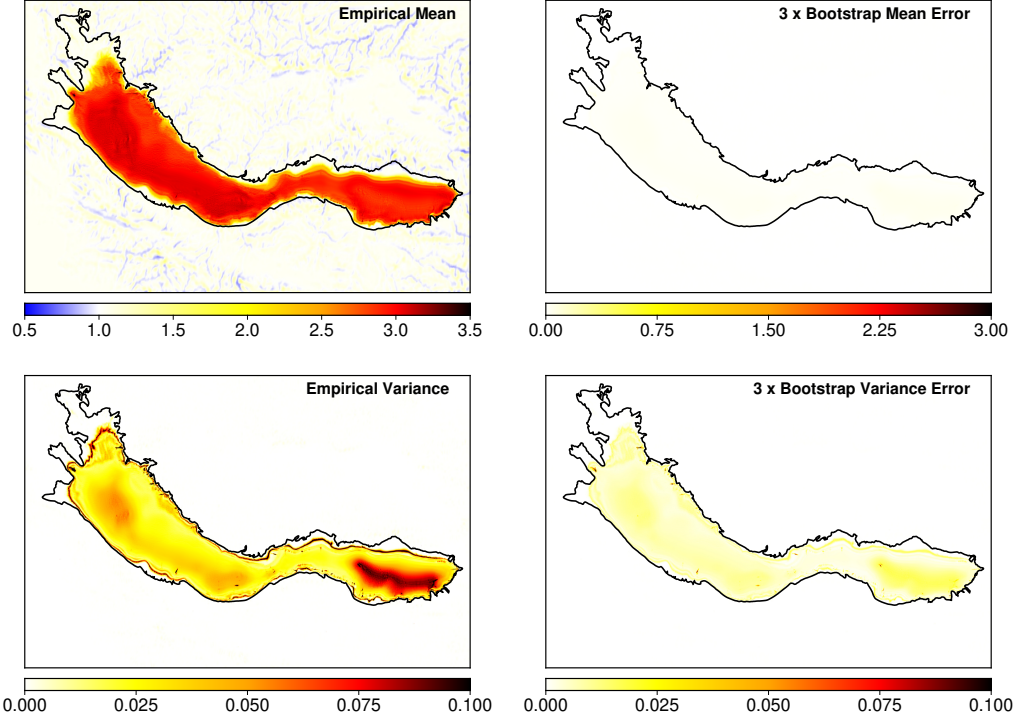 Empirical Mean
3 x Bootstrap Mean Error
0.5 1.0 1.5 2.0 2.5 3.0 3.5
0.00 0.75 1.50 2.25 3.00
Empirical Variance
3 x Bootstrap Variance Error
0.000 0.025 0.050 0.075 0.100
0.000 0.025 0.050 0.075 0.100